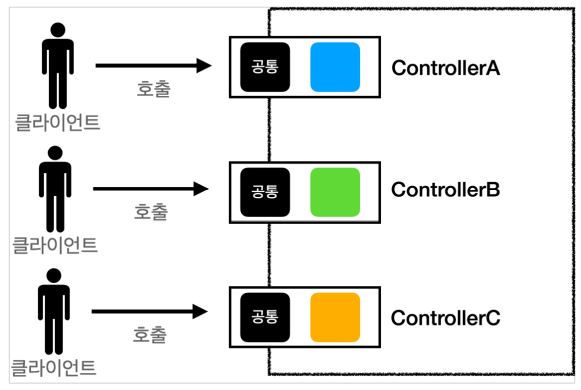 공통
ControllerA
호출
클라이언트
공통
ControllerB
호출
클라이언트
공통
ControllerC
호출
클라이언트